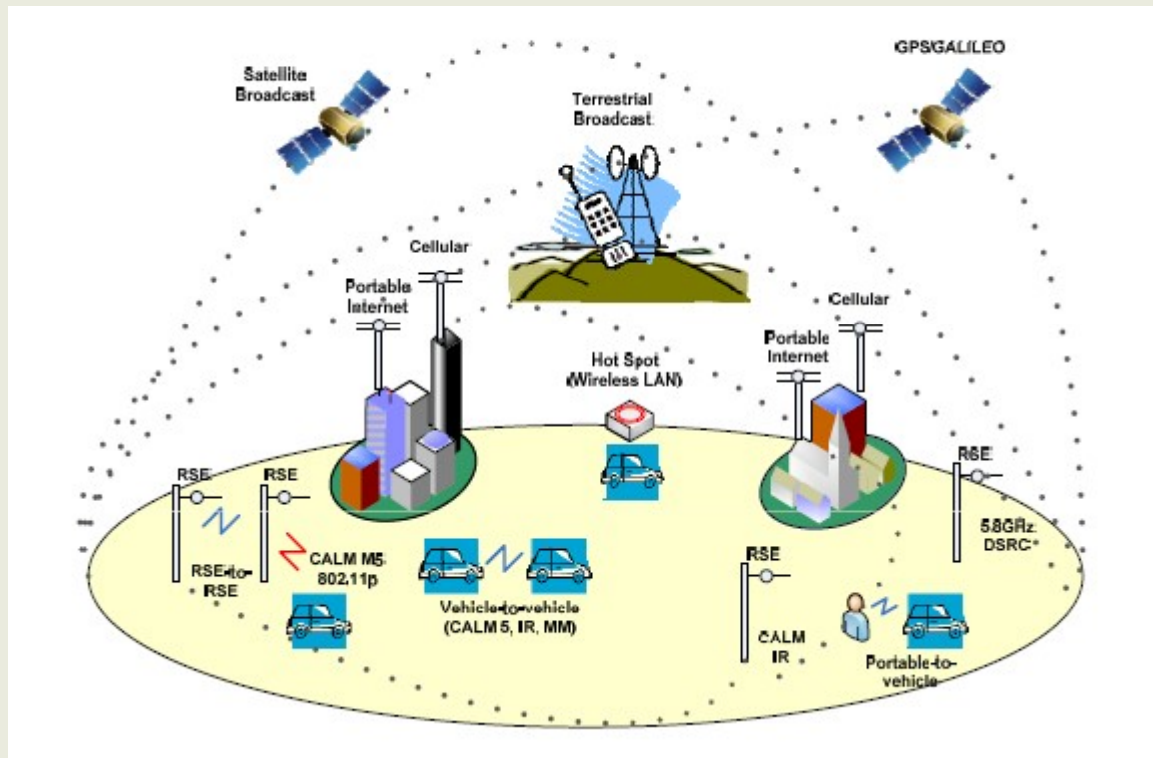 GPS/GALILEO
Satellite
Broadcast
Terrestrial
Broadcast
Cellular
Portable
Internet
Cellular
Portable
Internet
Hot Spot
(Wireless LAN)
RSE
RSE
RSE
RSE-to-
RSE
CALM M5-
802.11p
Vehicle-to-vehicle
(CALM 5, IR, MM)
5.8GHz
DSRC
RSE
CALM
IR
Portable-to-
vehicle